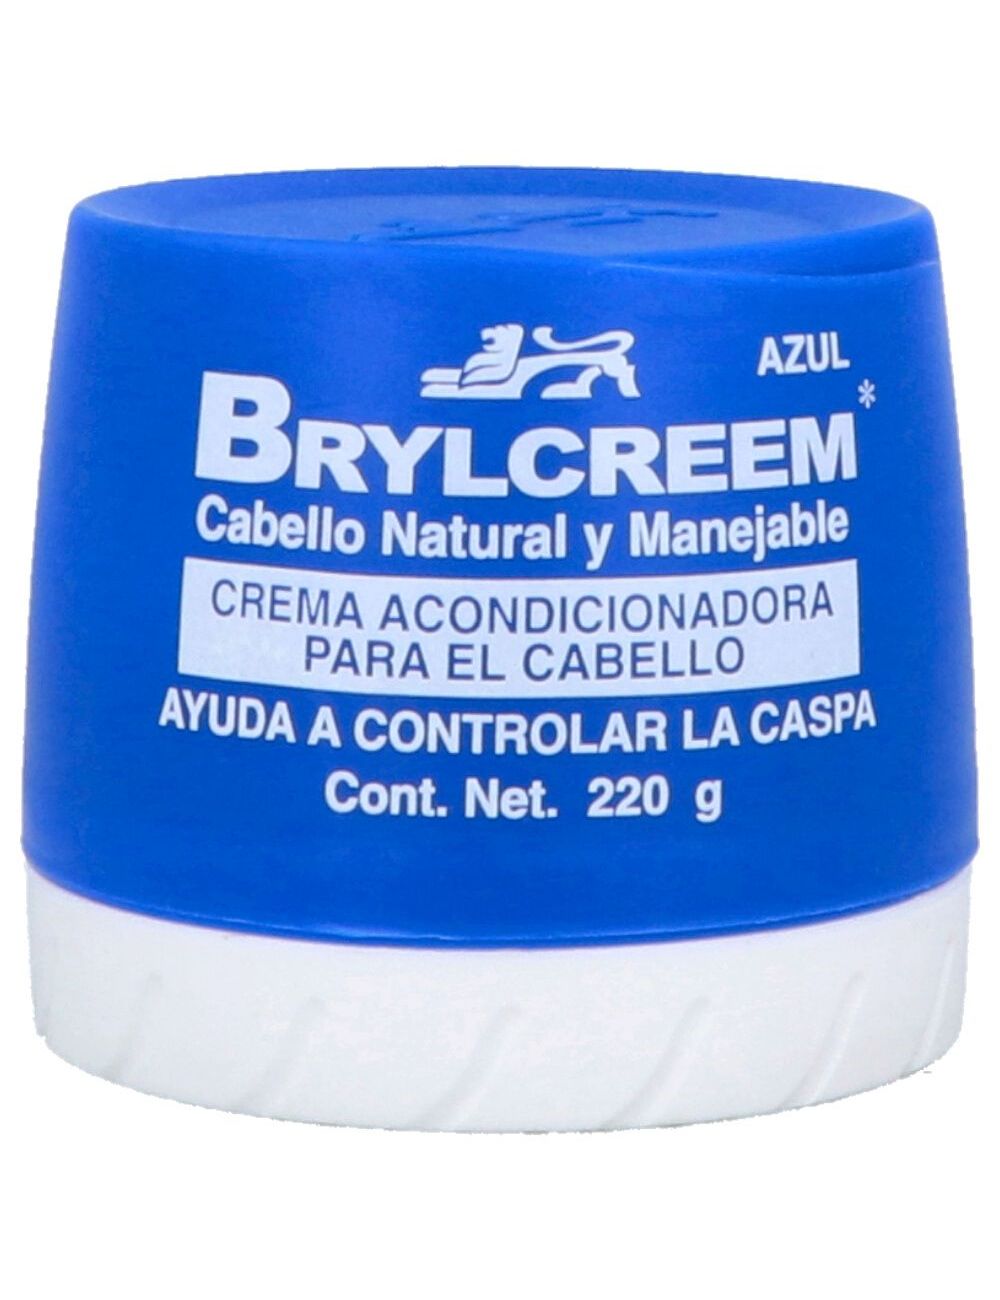 AZUL
BRYLCREEM*
Cabello Natural y Manejable
CREMA ACONDICIONADORA
PARA EL CABELLO
AYUDA A CONTROLAR LA CASPA
Cont. Net. 220 g